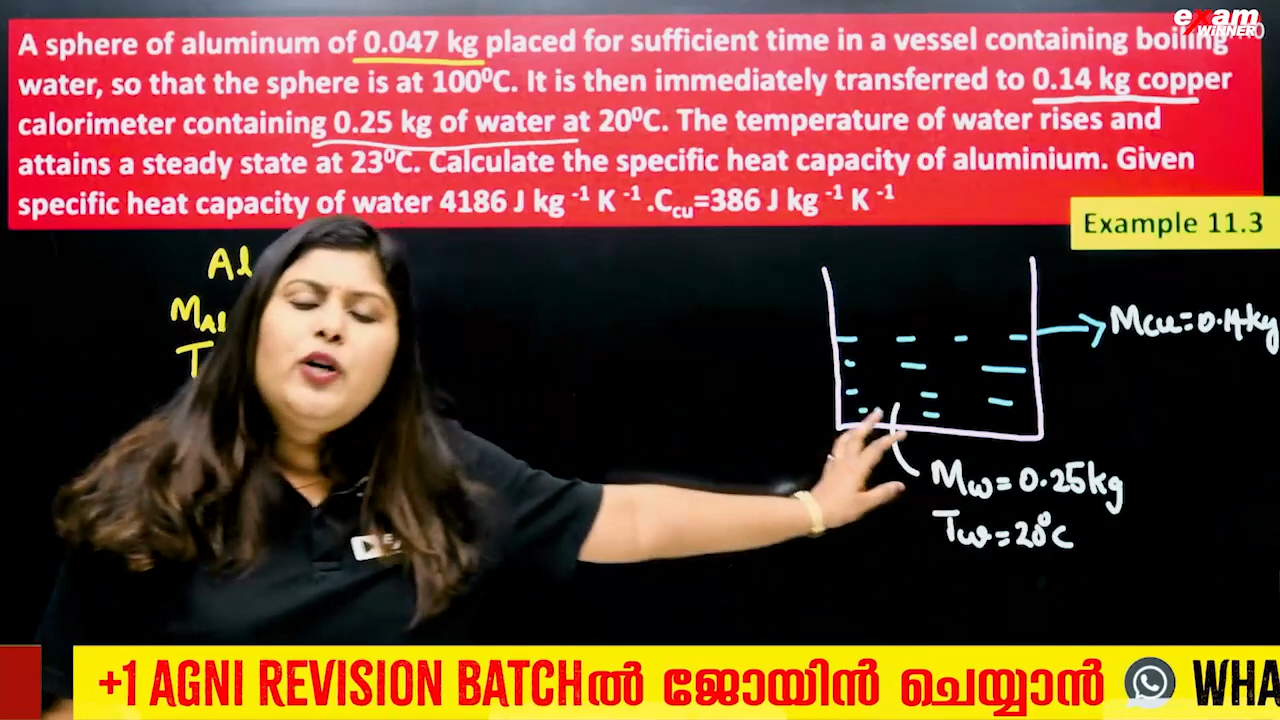 exam
WINNER
A sphere of aluminum of 0.047 kg placed for sufficient time in a vessel containing boiling
water, so that the sphere is at 100⁰C. It is then immediately transferred to 0.14 kg copper
calorimeter containing 0.25 kg of water at 20⁰C. The temperature of water rises and
attains a steady state at 23⁰C. Calculate the specific heat capacity of aluminium. Given
specific heat capacity of water 4186 J kg ⁻¹ K ⁻¹ .Ccu=386 J kg ⁻¹ K ⁻¹
Example 11.3
Al
MAl
T
Mcu=0.14kg
Mw=0.25kg
Tw=20°C
+1 AGNI REVISION BATCHൽ ജോയിൻ ചെയ്യാൻ WHA